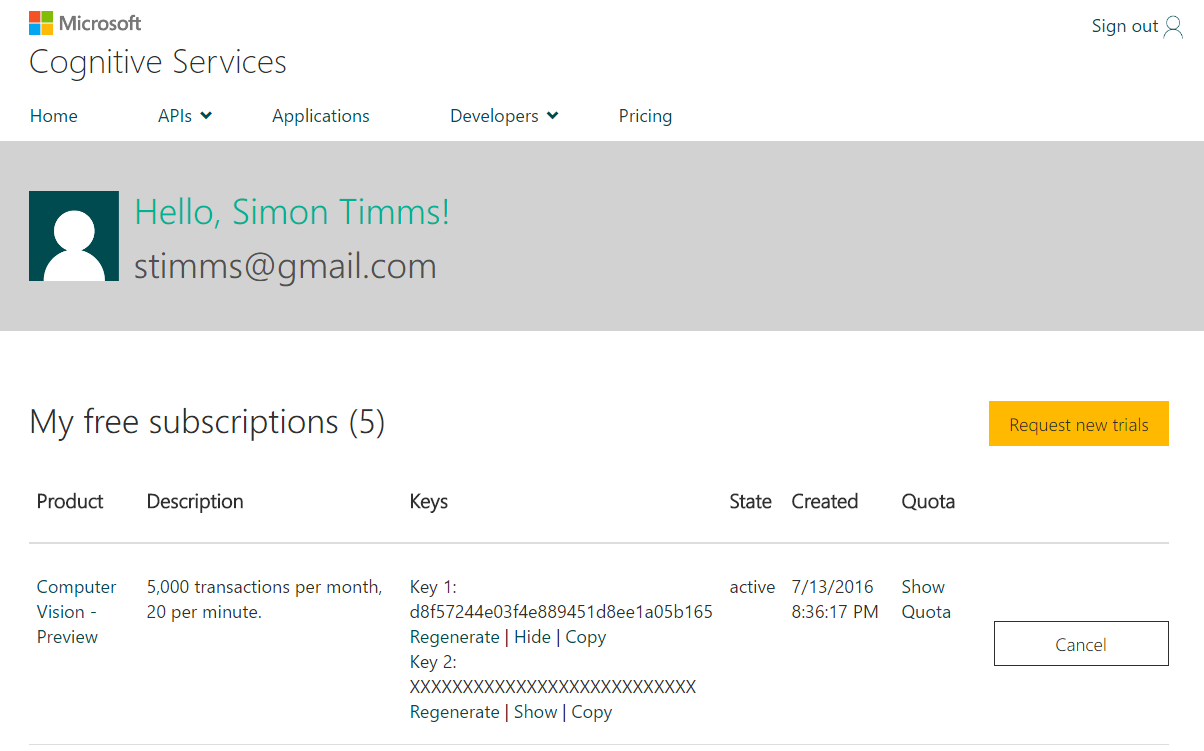 Microsoft
Sign out
Cognitive Services
Home APIs Applications Developers Pricing
Hello, Simon Timms!
stimms@gmail.com
My free subscriptions (5)
Request new trials
Product Description Keys State Created Quota
Computer 5,000 transactions per month, Key 1: active 7/13/2016 Show
Vision - 20 per minute. d8f57244e03f4e889451d8ee1a05b165 8:36:17 PM Quota
Preview Regenerate | Hide | Copy
Cancel
Key 2:
XXXXXXXXXXXXXXXXXXXXXXXXXXX
Regenerate | Show | Copy